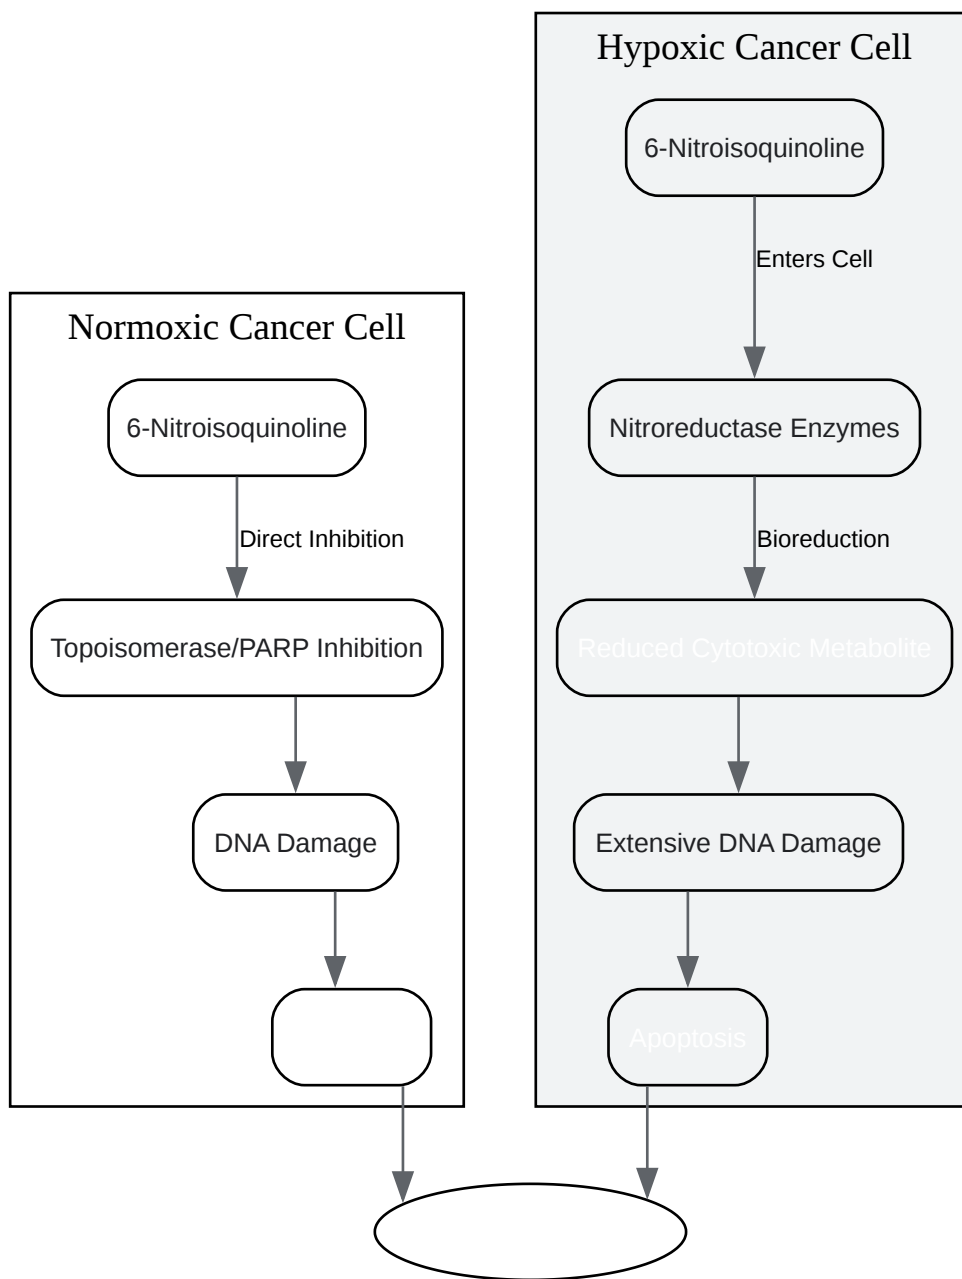 Hypoxic Cancer Cell
6-Nitroisoquinoline
Enters Cell
Nitroreductase Enzymes
Bioreduction
Reduced Cytotoxic Metabolite
Extensive DNA Damage
Apoptosis
Normoxic Cancer Cell
6-Nitroisoquinoline
Direct Inhibition
Topoisomerase/PARP Inhibition
DNA Damage